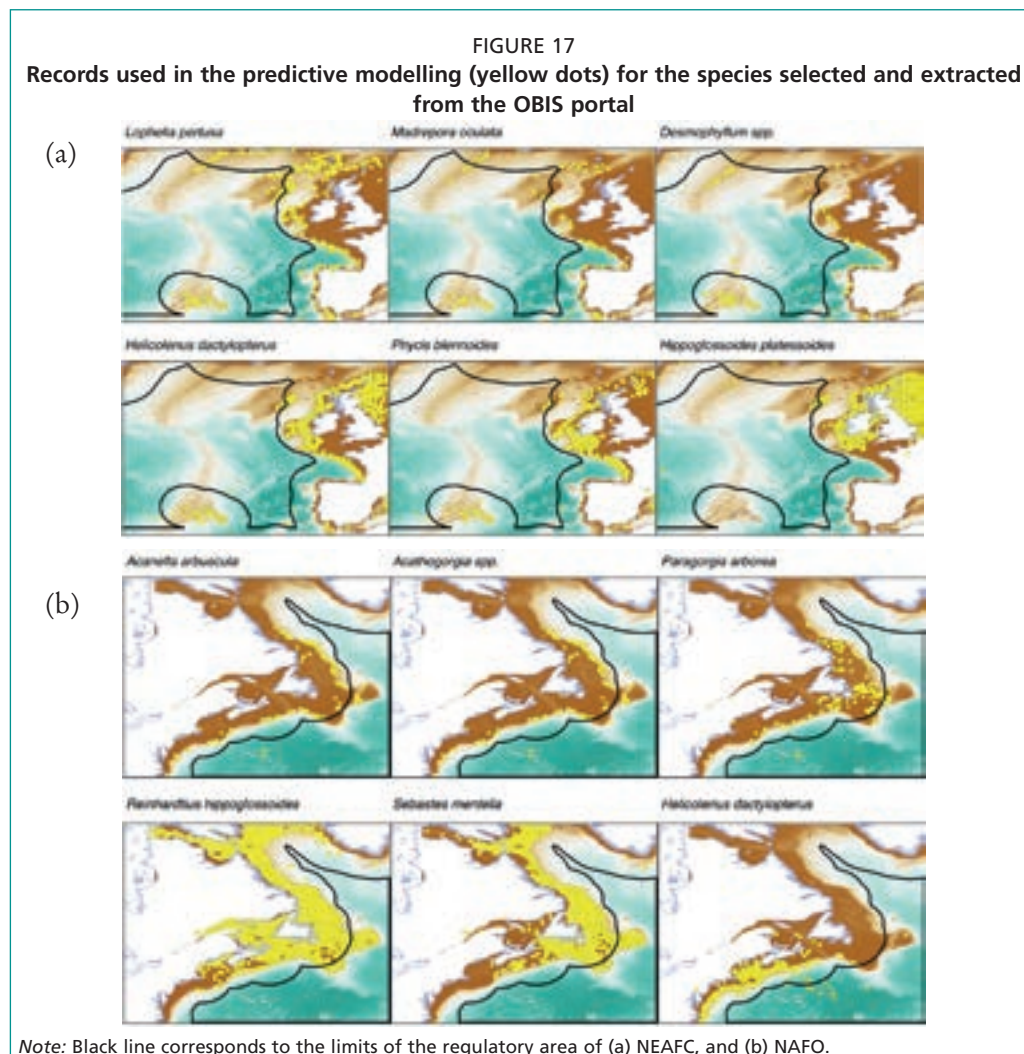 FIGURE 17
Records used in the predictive modelling (yellow dots) for the species selected and extracted
from the OBIS portal
(a)
Lophelia pertusa Madrepora oculata Desmophyllum spp.
Helicolenus dactylopterus Phycis blennoides Hippoglossoides platessoides
(b)
Acanella arbuscula Acathogorgia spp. Paragorgia arborea
Reinhardtius hippoglossoides Sebastes mentella Helicolenus dactylopterus
Note: Black line corresponds to the limits of the regulatory area of (a) NEAFC, and (b) NAFO.